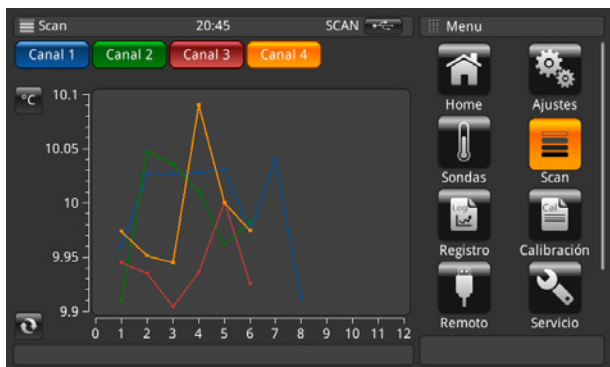 Scan 20:45 SCAN
Canal 1 Canal 2 Canal 3 Canal 4
°C
10.1
10.05
10
9.95
9.9
0 1 2 3 4 5 6 7 8 9 10 11 12
Menu
Home Ajustes
Sondas Scan
Log Cal
Registro Calibración
Remoto Servicio